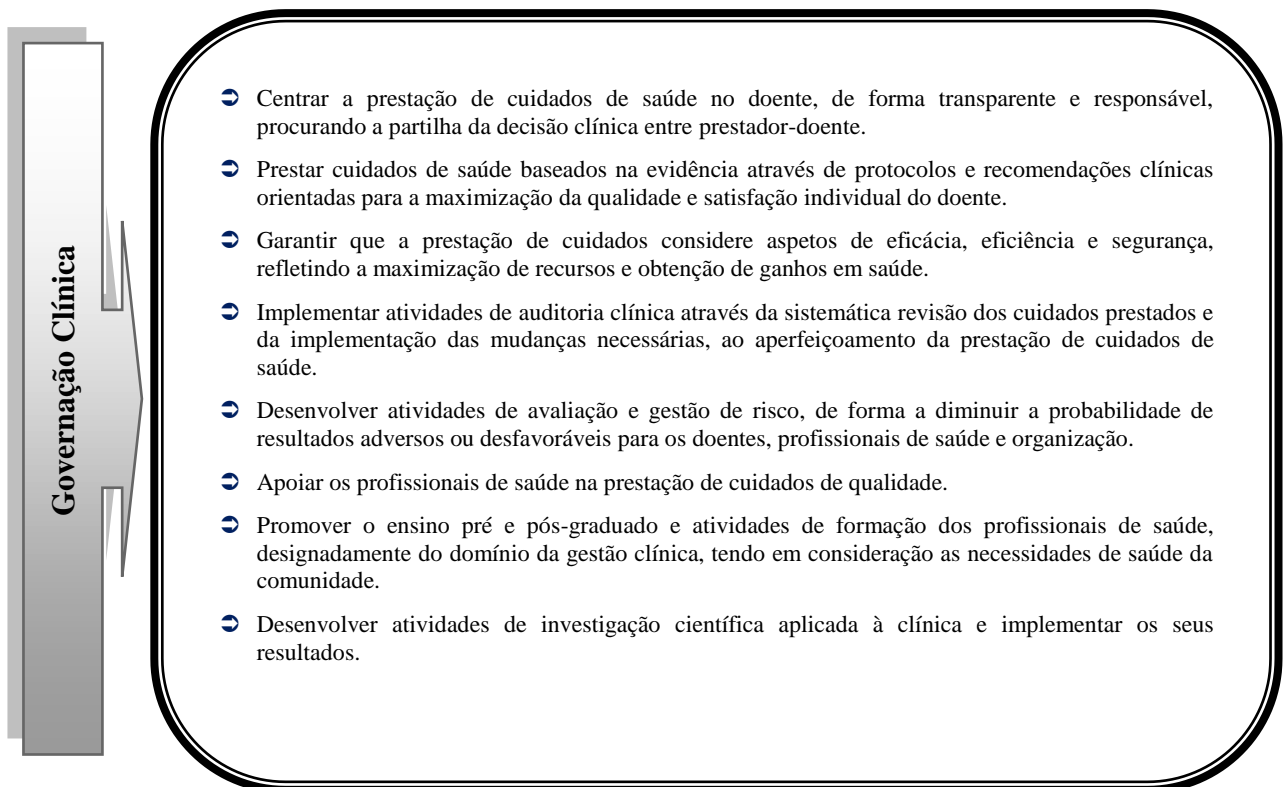 Governação Clínica
Centrar a prestação de cuidados de saúde no doente, de forma transparente e responsável,
procurando a partilha da decisão clínica entre prestador-doente.
Prestar cuidados de saúde baseados na evidência através de protocolos e recomendações clínicas
orientadas para a maximização da qualidade e satisfação individual do doente.
Garantir que a prestação de cuidados considere aspetos de eficácia, eficiência e segurança,
refletindo a maximização de recursos e obtenção de ganhos em saúde.
Implementar atividades de auditoria clínica através da sistemática revisão dos cuidados prestados e
da implementação das mudanças necessárias, ao aperfeiçoamento da prestação de cuidados de
saúde.
Desenvolver atividades de avaliação e gestão de risco, de forma a diminuir a probabilidade de
resultados adversos ou desfavoráveis para os doentes, profissionais de saúde e organização.
Apoiar os profissionais de saúde na prestação de cuidados de qualidade.
Promover o ensino pré e pós-graduado e atividades de formação dos profissionais de saúde,
designadamente do domínio da gestão clínica, tendo em consideração as necessidades de saúde da
comunidade.
Desenvolver atividades de investigação científica aplicada à clínica e implementar os seus
resultados.